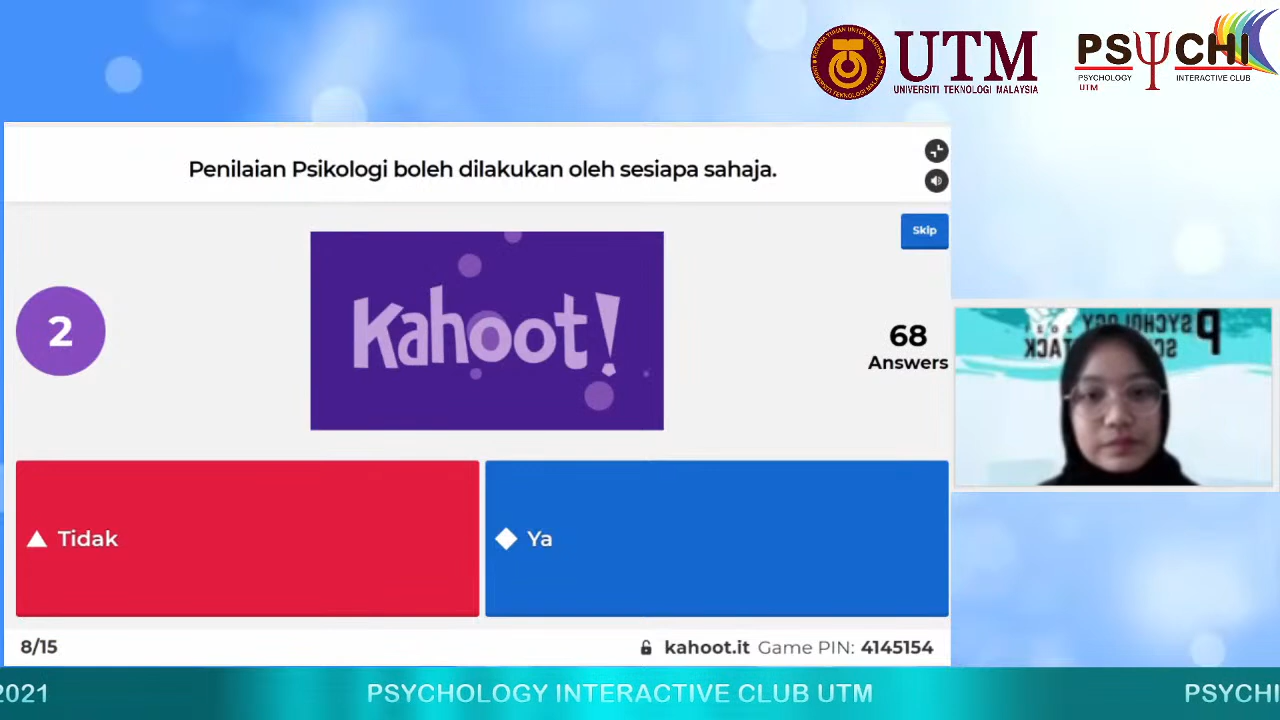 UTM
UNIVERSITI TEKNOLOGI MALAYSIA
PSYCHI
PSYCHOLOGY INTERACTIVE CLUB
UTM
Penilaian Psikologi boleh dilakukan oleh sesiapa sahaja.
Skip
2
Kahoot!
68
Answers
Tidak
Ya
8/15
kahoot.it Game PIN: 4145154
2021 PSYCHOLOGY INTERACTIVE CLUB UTM PSYCHI